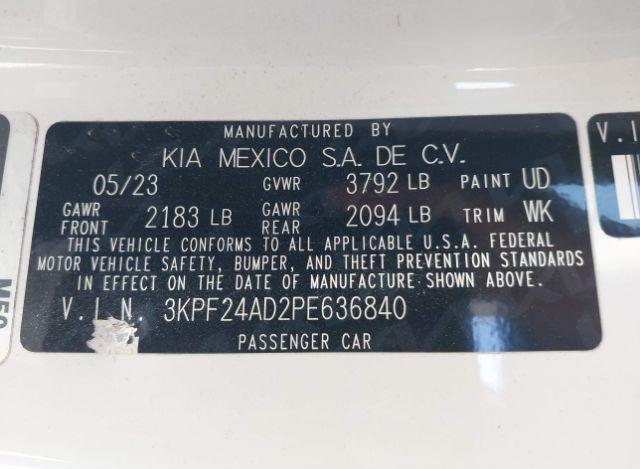 MANUFACTURED BY
KIA MEXICO S.A. DE C.V.
05/23 GVWR 3792 LB PAINT UD
GAWR FRONT 2183 LB GAWR REAR 2094 LB TRIM WK
THIS VEHICLE CONFORMS TO ALL APPLICABLE U.S.A. FEDERAL
MOTOR VEHICLE SAFETY, BUMPER, AND THEFT PREVENTION STANDARDS
IN EFFECT ON THE DATE OF MANUFACTURE SHOWN ABOVE.
V.I.N. 3KPF24AD2PE636840
PASSENGER CAR
V.I